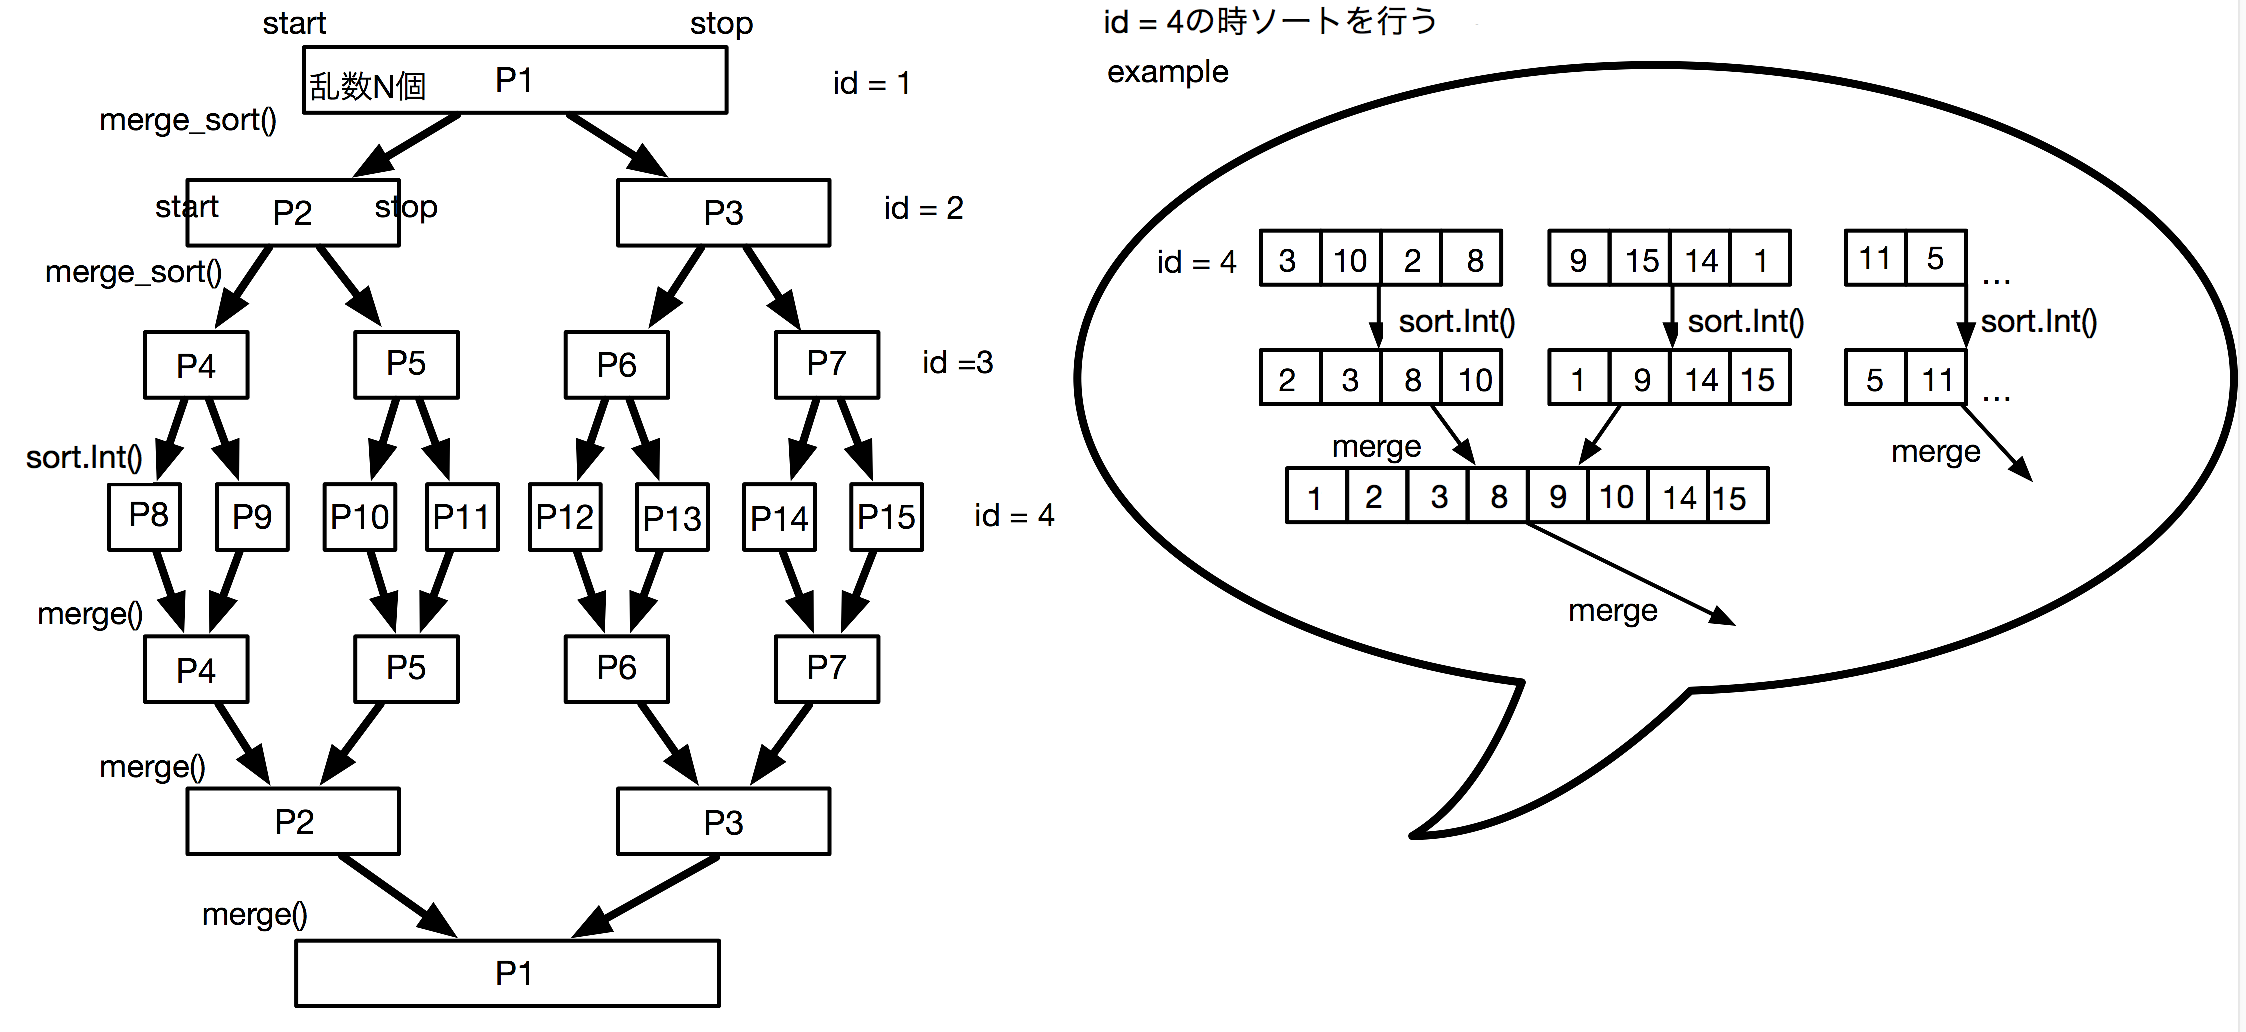 start stop
乱数N個 P1 id = 1
merge_sort()
start P2 stop P3 id = 2
merge_sort()
P4 P5 P6 P7 id =3
sort.Int()
P8 P9 P10 P11 P12 P13 P14 P15 id = 4
merge()
P4 P5 P6 P7
merge()
P2 P3
merge()
P1
id = 4の時ソートを行う
example
id = 4 3 10 2 8 9 15 14 1 11 5 ...
sort.Int() sort.Int() sort.Int()
2 3 8 10 1 9 14 15 5 11 ...
merge merge
1 2 3 8 9 10 14 15
merge